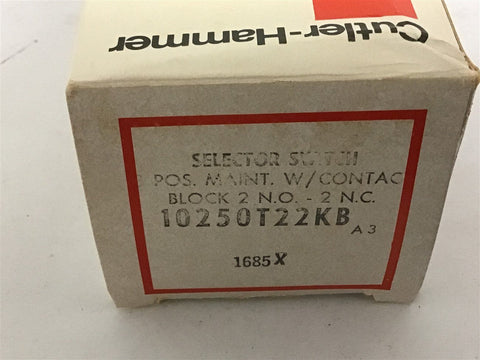 Cutler-Hammer
SELECTOR SWITCH
POS. MAINT. W/CONTAC
BLOCK 2 N.O. - 2 N.C.
10250T22KB A3
1685X